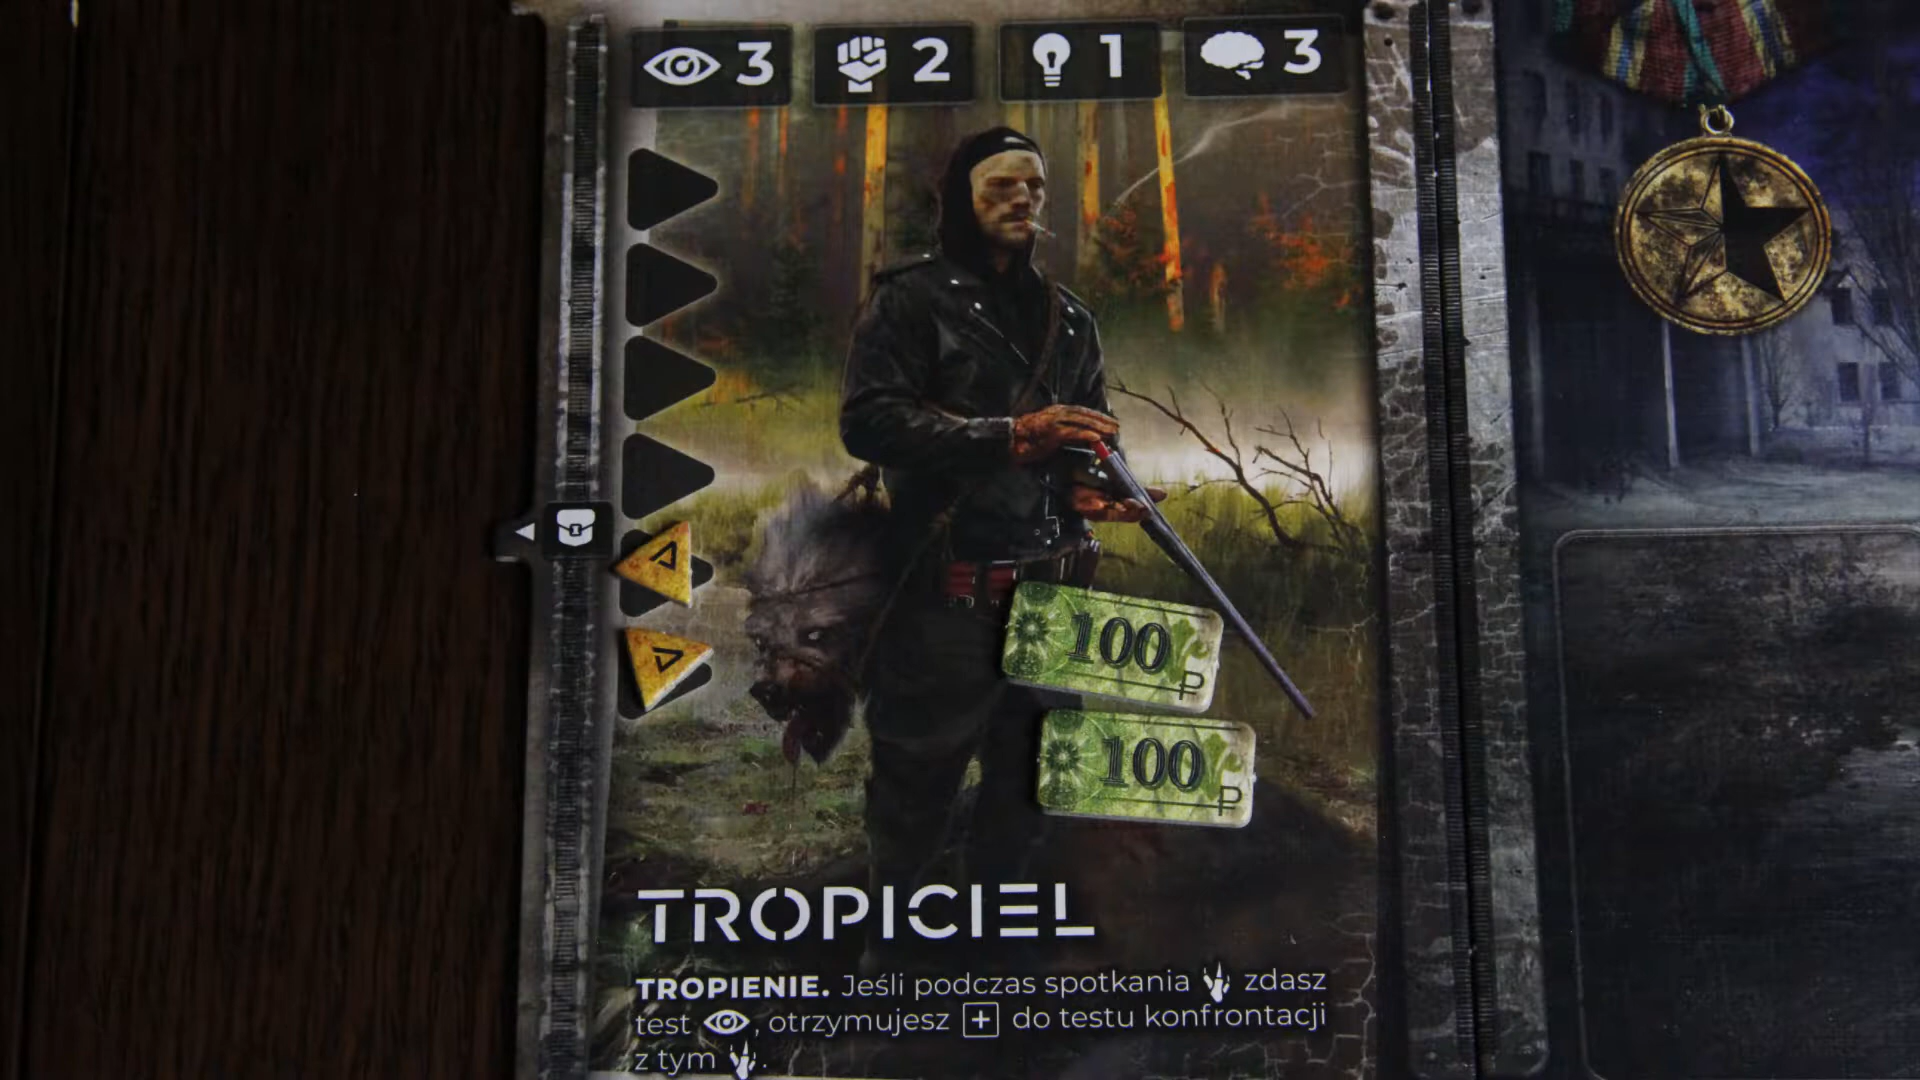 3 2 1 3
100
₽
100
₽
TROPICIEL
TROPIENIE. Jeśli podczas spotkania zdasz
test , otrzymujesz + do testu konfrontacji
z tym .